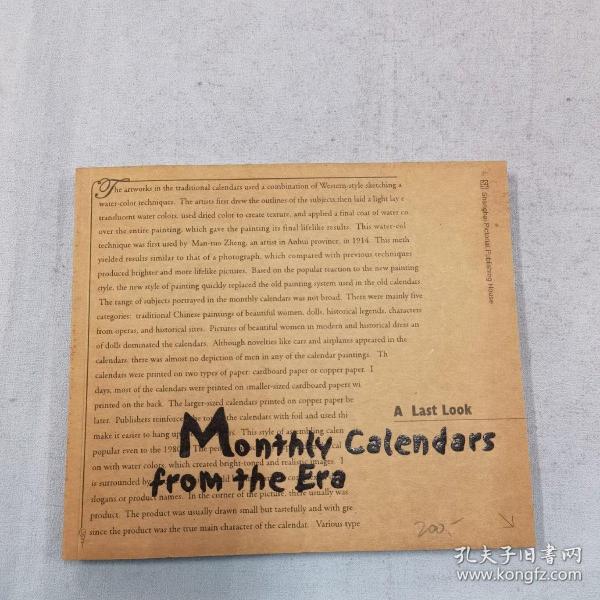 The artworks in the traditional calendars used a combination of Western-style sketching a
water-color techniques. The artists first drew the outlines of the subjects, then laid a light laye
translucent water colors, used dried color to create texture, and applied a final coat of water co
over the entire painting, which gave the painting its final lifelike results. This water-col
technique was first used by Man-tuo Zheng, an artist in Anhui province, in 1914. This meth
yielded results similar to that of a photograph, which compared with previous techniques
produced brighter and more lifelike pictures. Based on the popular reaction to the new painting
style, the new style of painting quickly replaced the old painting system used in the old calendars.
The range of subjects portrayed in the monthly calendars was not broad. There were mainly five
categories: traditional Chinese paintings of beautiful women, dolls, historical legends, characters
from operas, and historical sites. Pictures of beautiful women in modern and historical dress an
of dolls dominated the calendars. Although novelties like cars and airplanes appeared in the
calendars, there was almost no depiction of men in any of the calendar paintings. Th
calendars were printed on two types of paper: cardboard paper or copper paper. I
days, most of the calendars were printed on smaller-sized cardboard papers wi
printed on the back. The larger-sized calendars printed on copper paper be
later. Publishers reinforce the to the calendars with foil and used thi
make it easier to hang up This style of assembling calen
popular even to the 1980 The pe cal
on with water colors, which created bright-toned and realistic images. I
is surrounded by
slogans or product names. In the corner of the picture, there usually was
product. The product was usually drawn small but tastefully and with gre
since the product was the true main character of the calendar. Various type
Shanghai Pictorial Publishing House
A Last Look
Monthly Calendars
from the Era
200.-
孔夫子旧书网
www.kongfz.com